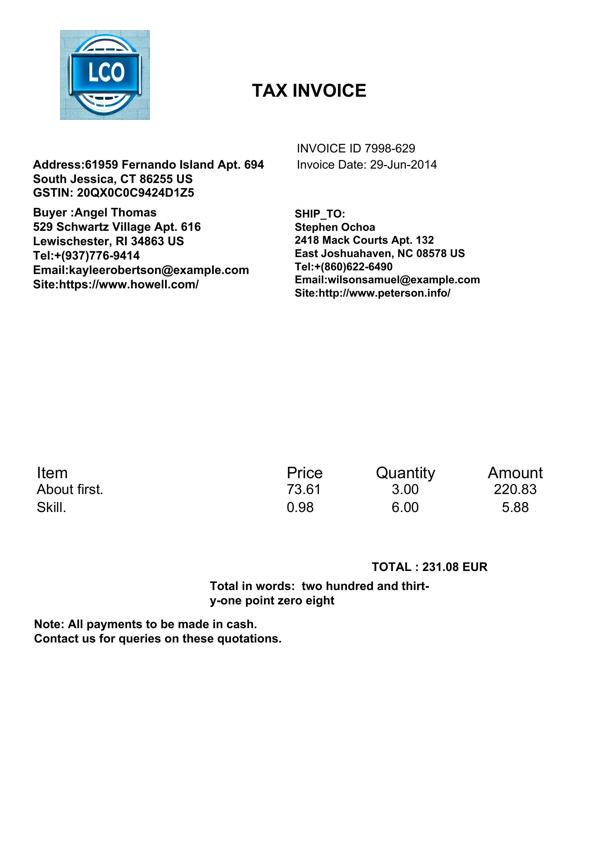 LCO
TAX INVOICE
INVOICE ID 7998-629
Invoice Date: 29-Jun-2014
Address:61959 Fernando Island Apt. 694
South Jessica, CT 86255 US
GSTIN: 20QX0C0C9424D1Z5
Buyer :Angel Thomas
529 Schwartz Village Apt. 616
Lewischester, RI 34863 US
Tel:+(937)776-9414
Email:kayleerobertson@example.com
Site:https://www.howell.com/
SHIP_TO:
Stephen Ochoa
2418 Mack Courts Apt. 132
East Joshuahaven, NC 08578 US
Tel:+(860)622-6490
Email:wilsonsamuel@example.com
Site:http://www.peterson.info/
Item Price Quantity Amount
About first. 73.61 3.00 220.83
Skill. 0.98 6.00 5.88
TOTAL : 231.08 EUR
Total in words: two hundred and thirt-
y-one point zero eight
Note: All payments to be made in cash.
Contact us for queries on these quotations.